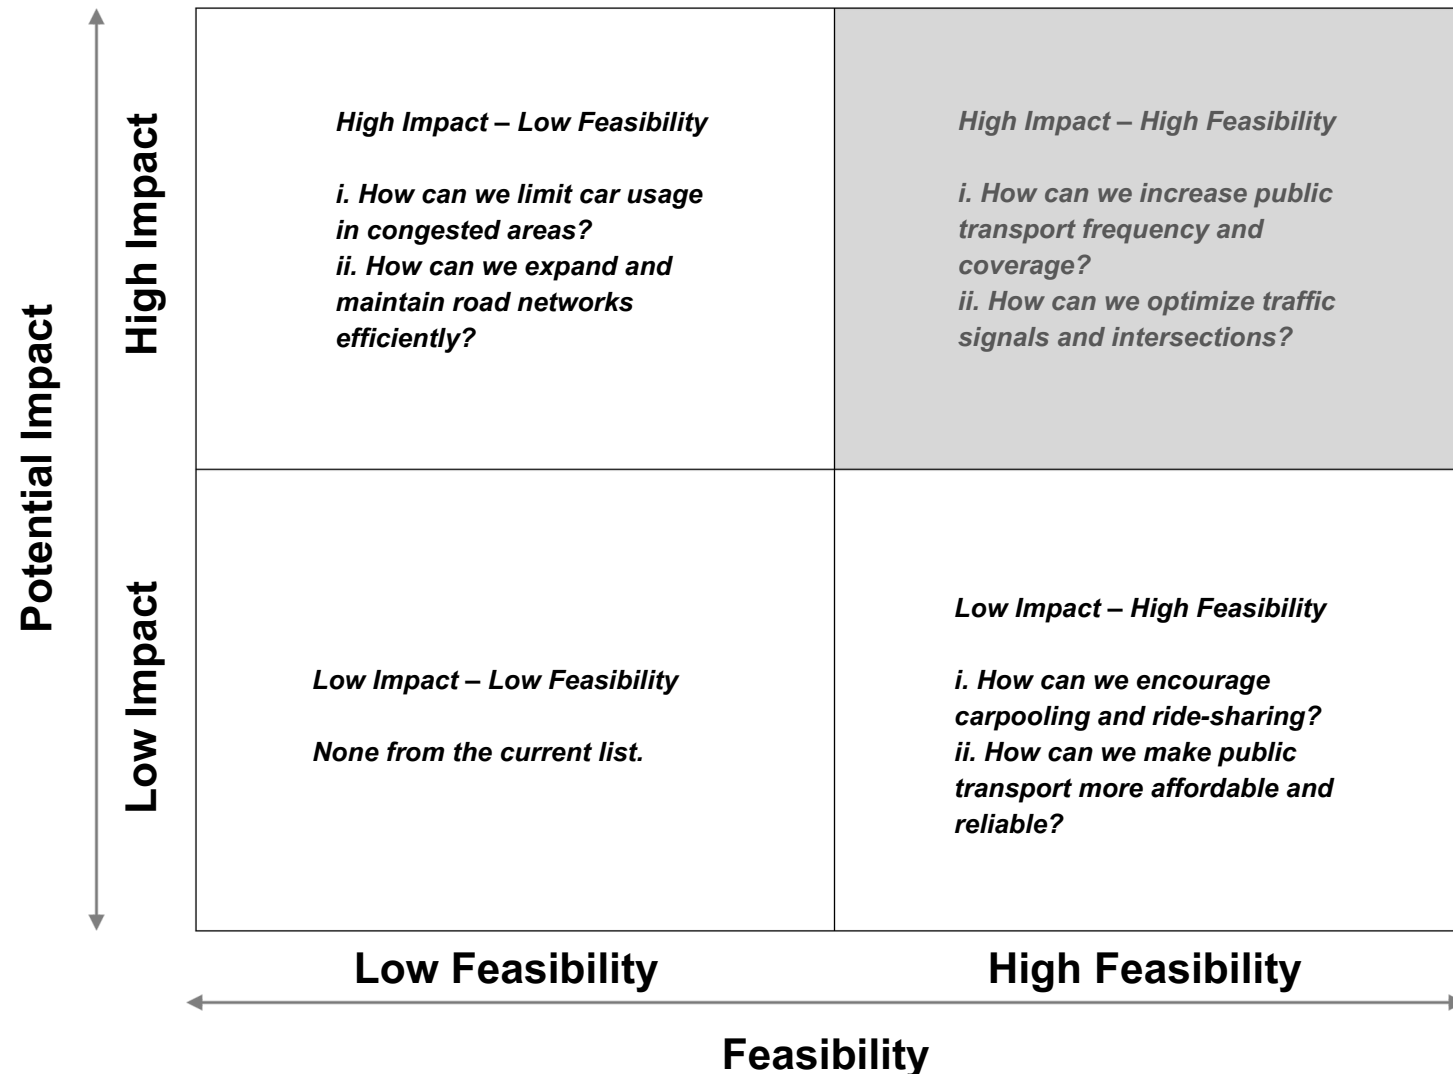 Potential Impact
High Impact
High Impact – Low Feasibility
i. How can we limit car usage
in congested areas?
ii. How can we expand and
maintain road networks
efficiently?
High Impact – High Feasibility
i. How can we increase public
transport frequency and
coverage?
ii. How can we optimize traffic
signals and intersections?
Low Impact
Low Impact – Low Feasibility
None from the current list.
Low Impact – High Feasibility
i. How can we encourage
carpooling and ride-sharing?
ii. How can we make public
transport more affordable and
reliable?
Low Feasibility
High Feasibility
Feasibility